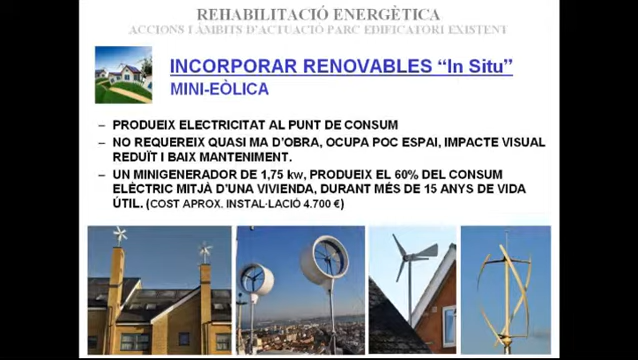 REHABILITACIÓ ENERGÈTICA
ACCIONS I ÀMBITS D'ACTUACIÓ PARC EDIFICATORI EXISTENT
INCORPORAR RENOVABLES “In Situ”
MINI-EÒLICA
– PRODUEIX ELECTRICITAT AL PUNT DE CONSUM
– NO REQUEREIX QUASI MA D'OBRA, OCUPA POC ESPAI, IMPACTE VISUAL
REDUÏT I BAIX MANTENIMENT.
– UN MINIGENERADOR DE 1,75 kw, PRODUEIX EL 60% DEL CONSUM
ELÈCTRIC MITJÀ D'UNA VIVIENDA, DURANT MÉS DE 15 ANYS DE VIDA
ÚTIL. (COST APROX. INSTAL·LACIÓ 4.700 €)